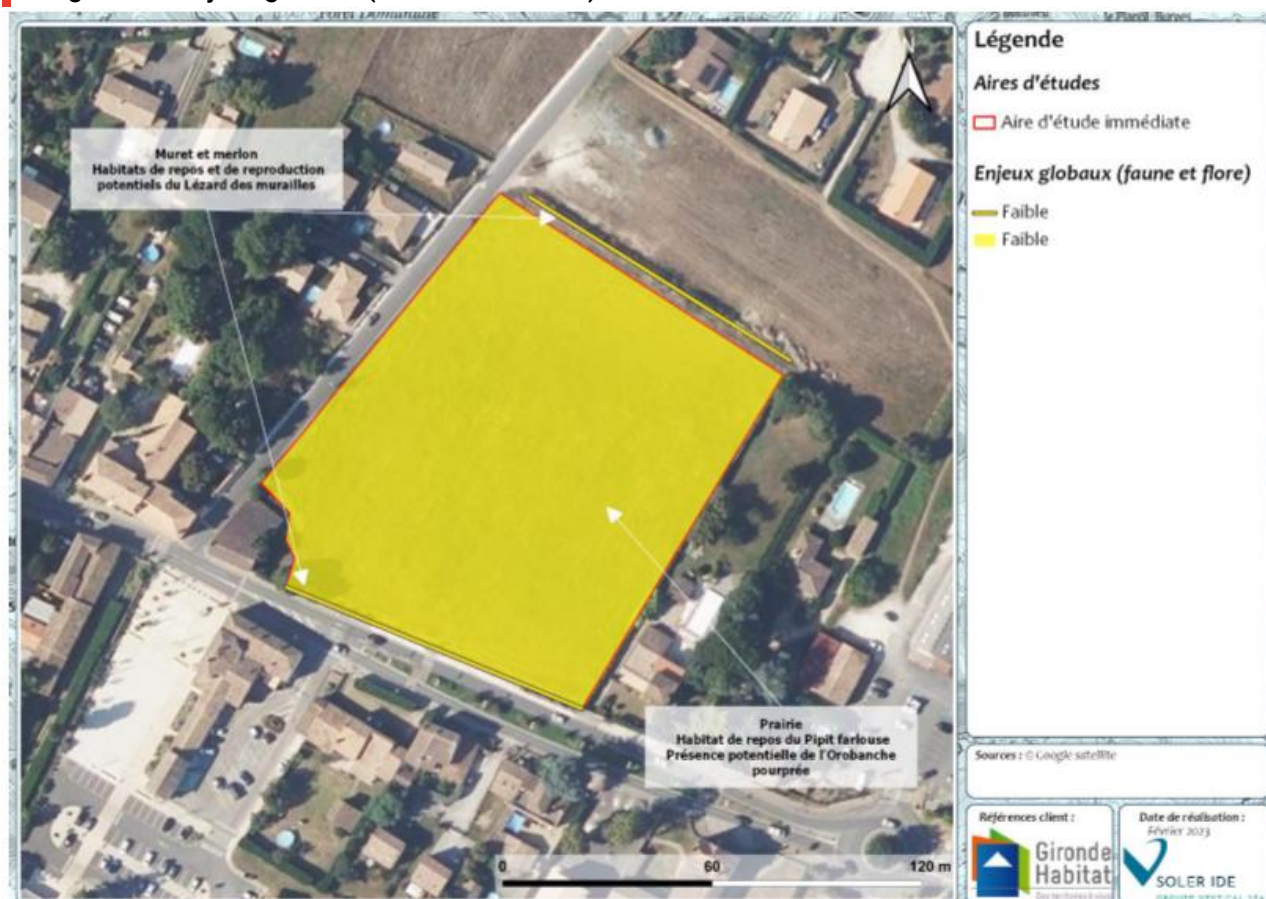 Muret et merlon
Habitats de repos et de reproduction
potentiels du Lézard des murailles
Prairie
Habitat de repos du Pipit farlouse
Présence potentielle de l'Orobanche
pourprée
0 60 120 m
Légende
Aires d'études
Aire d'étude immédiate
Enjeux globaux (faune et flore)
Faible
Faible
Sources : © Google satellite
Références client :
Gironde
Habitat
Date de réalisation :
Février 2023
SOLER IDE